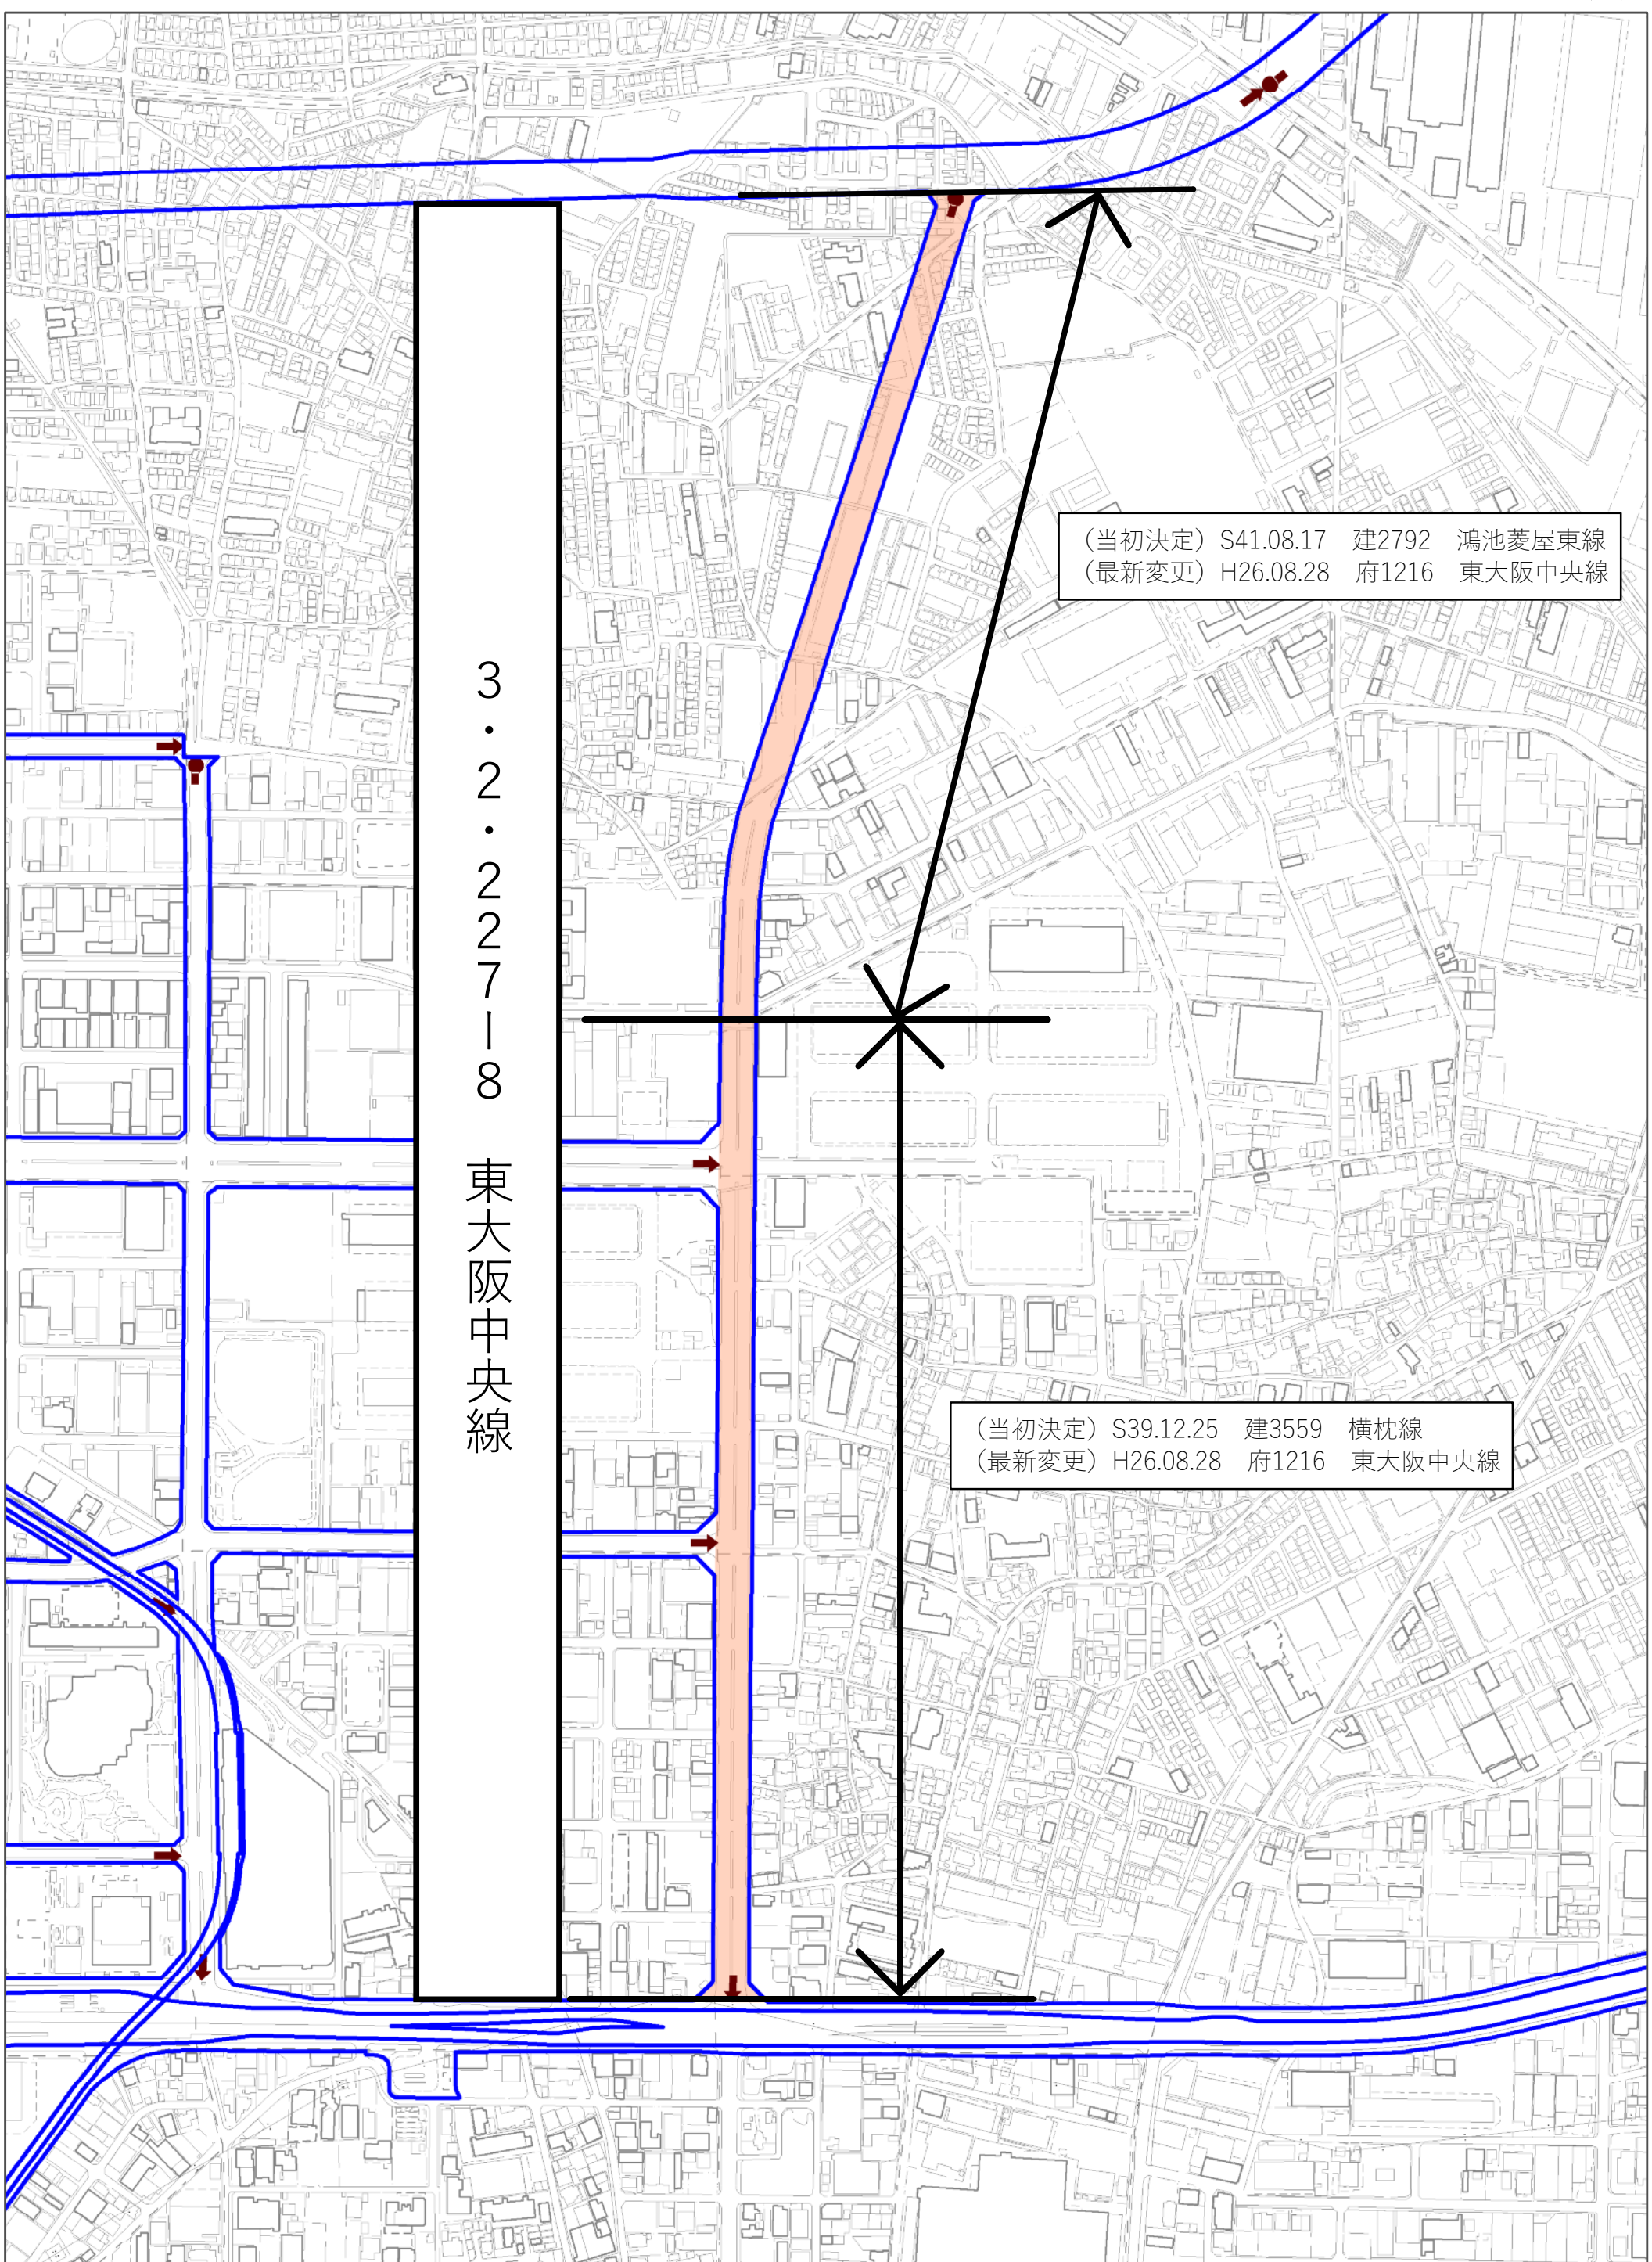 3・2・227ー8　東大阪中央線
（当初決定）S41.08.17　建2792　鴻池菱屋東線
（最新変更）H26.08.28　府1216　東大阪中央線
（当初決定）S39.12.25　建3559　横枕線
（最新変更）H26.08.28　府1216　東大阪中央線